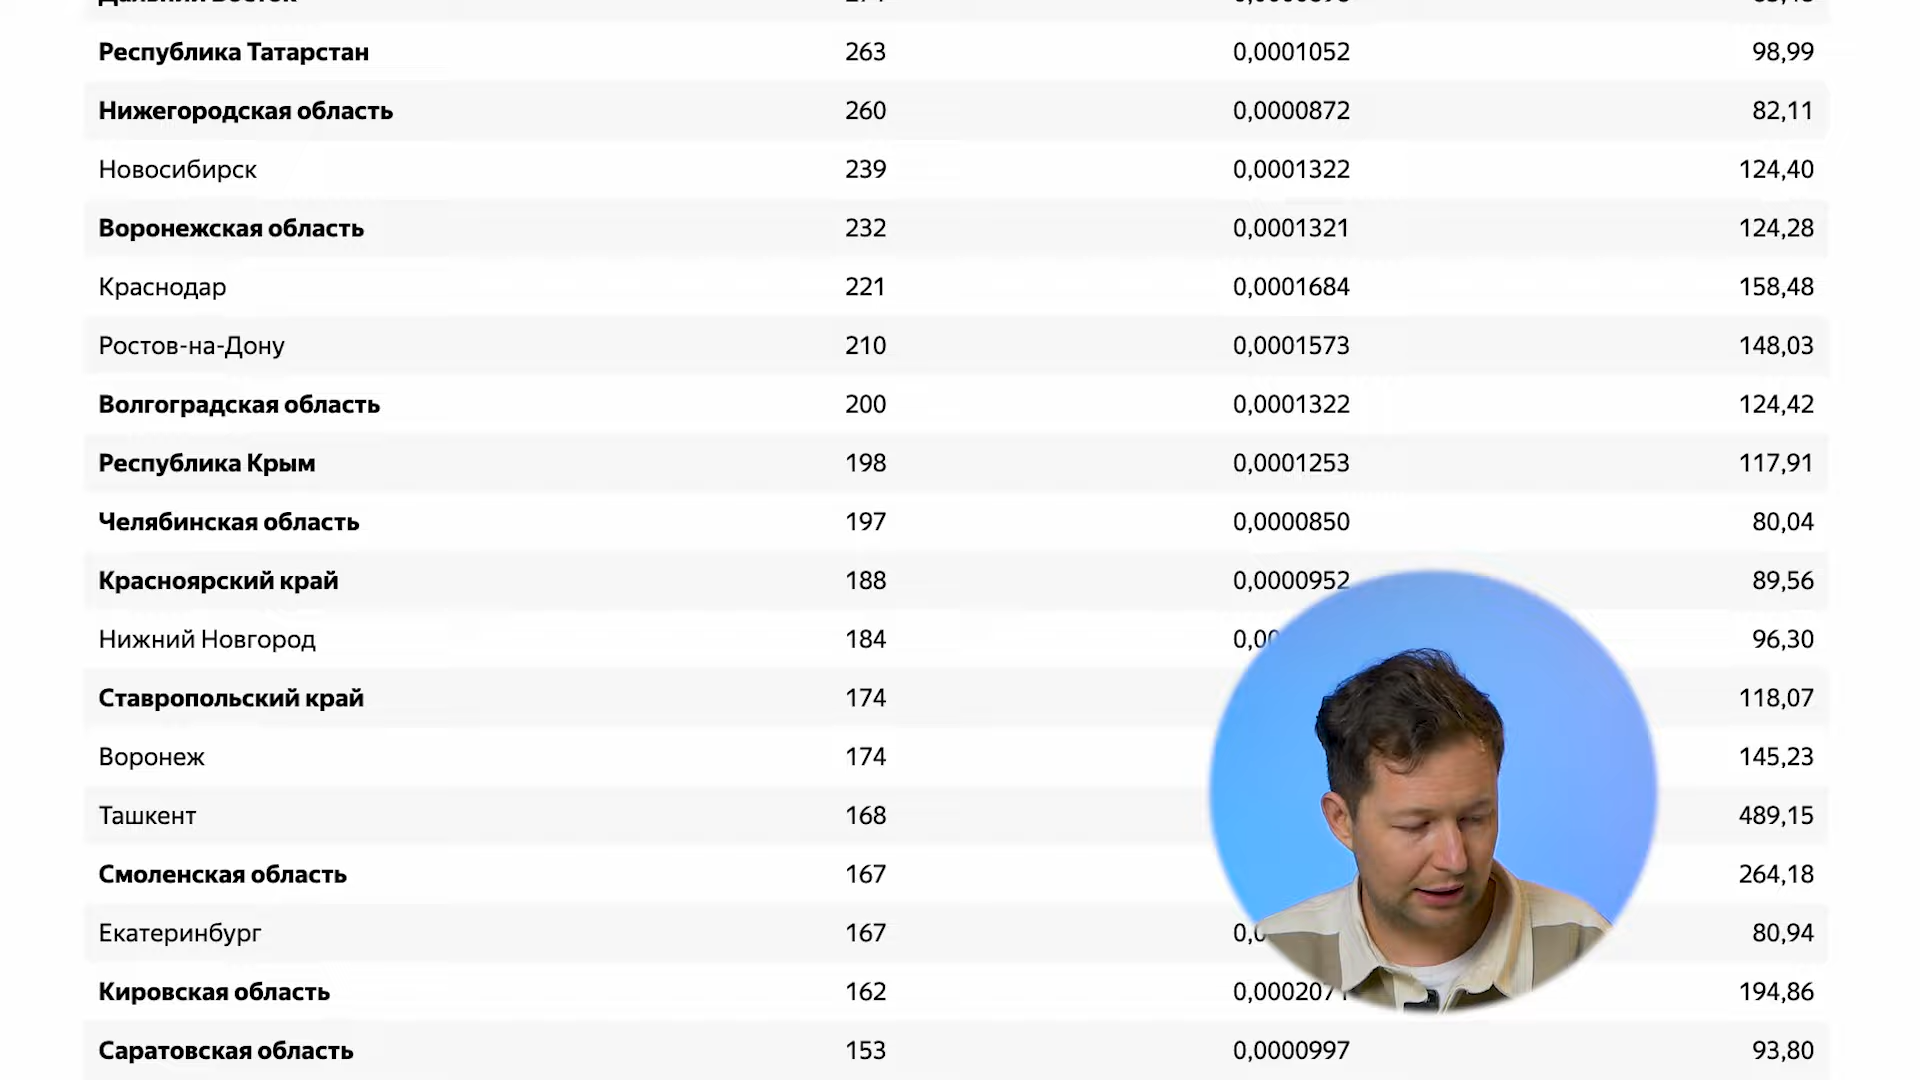 Республика Татарстан 263 0,0001052 98,99
Нижегородская область 260 0,0000872 82,11
Новосибирск 239 0,0001322 124,40
Воронежская область 232 0,0001321 124,28
Краснодар 221 0,0001684 158,48
Ростов-на-Дону 210 0,0001573 148,03
Волгоградская область 200 0,0001322 124,42
Республика Крым 198 0,0001253 117,91
Челябинская область 197 0,0000850 80,04
Красноярский край 188 0,0000952 89,56
Нижний Новгород 184 96,30
Ставропольский край 174 118,07
Воронеж 174 145,23
Ташкент 168 489,15
Смоленская область 167 264,18
Екатеринбург 167 80,94
Кировская область 162 194,86
Саратовская область 153 0,0000997 93,80